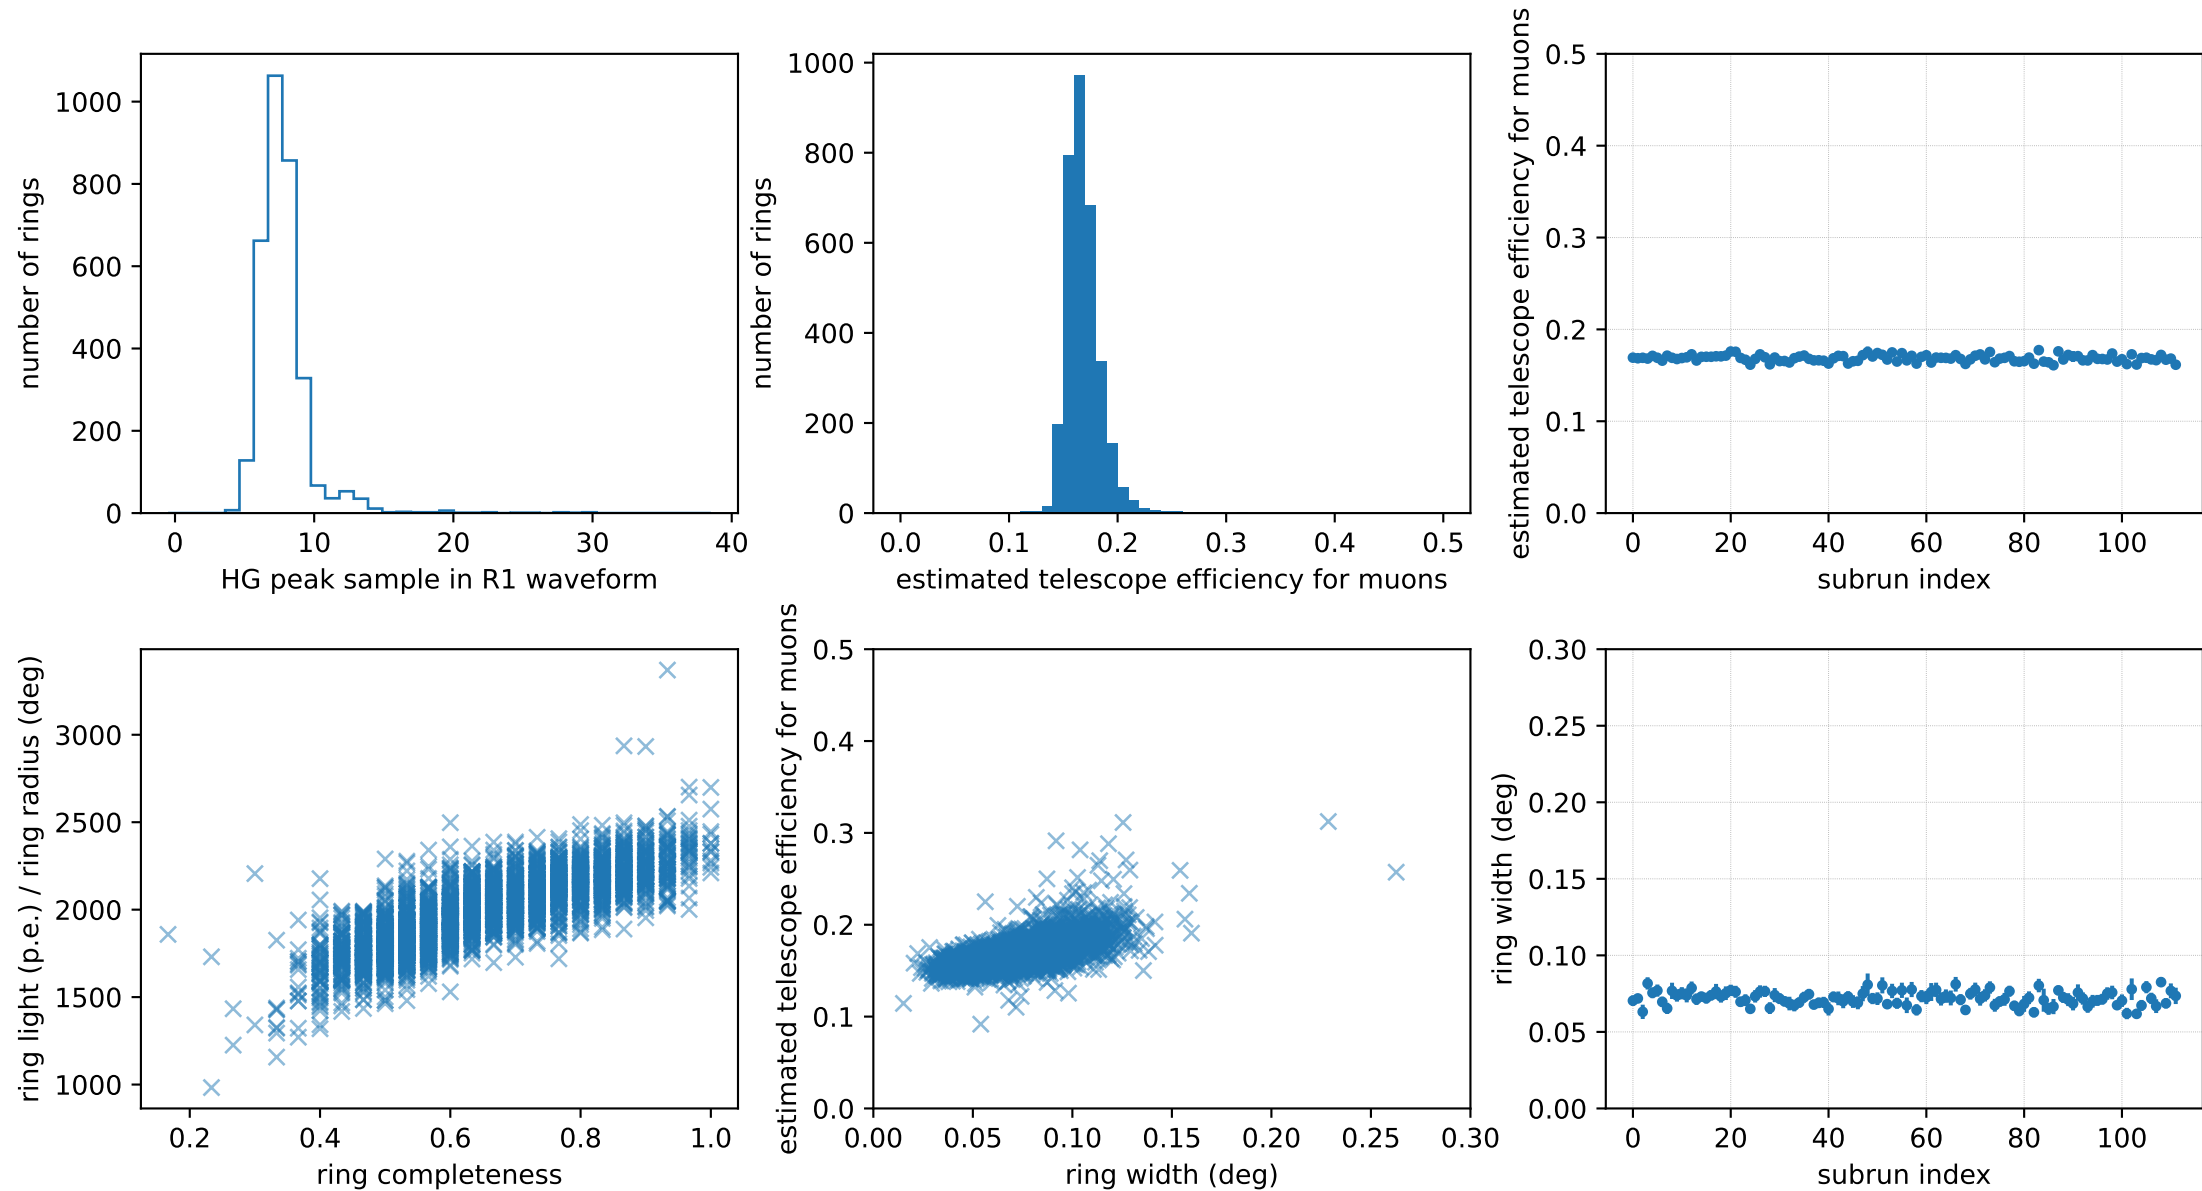 number of rings
1000
800
600
400
200
0
0 10 20 30 40
HG peak sample in R1 waveform
number of rings
1000
800
600
400
200
0
0.0 0.1 0.2 0.3 0.4 0.5
estimated telescope efficiency for muons
estimated telescope efficiency for muons
0.5
0.4
0.3
0.2
0.1
0.0
0 20 40 60 80 100
subrun index
ring light (p.e.) / ring radius (deg)
3000
2500
2000
1500
1000
0.2 0.4 0.6 0.8 1.0
ring completeness
estimated telescope efficiency for muons
0.5
0.4
0.3
0.2
0.1
0.0
0.00 0.05 0.10 0.15 0.20 0.25 0.30
ring width (deg)
ring width (deg)
0.30
0.25
0.20
0.15
0.10
0.05
0.00
0 20 40 60 80 100
subrun index